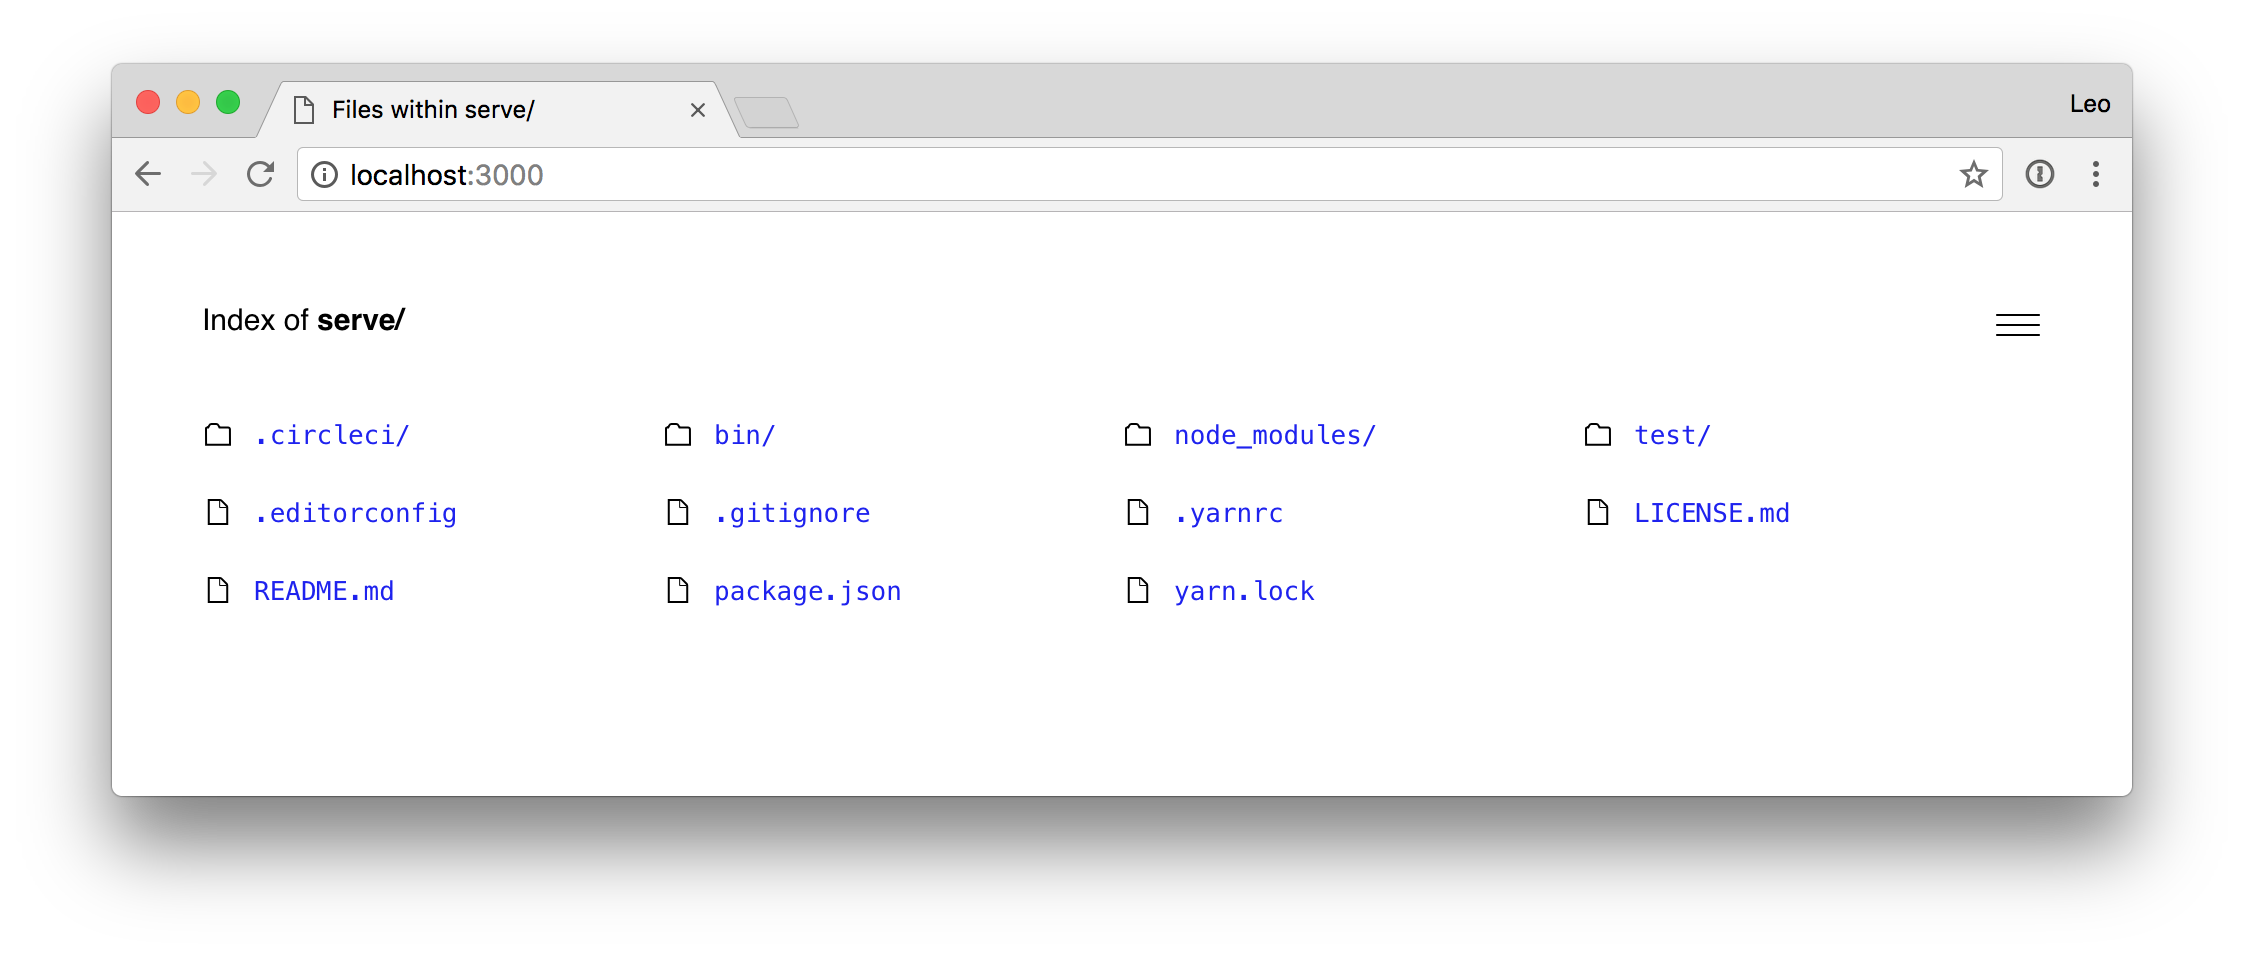 Files within serve/
Leo
localhost:3000
Index of serve/
.circleci/ bin/ node_modules/ test/
.editorconfig .gitignore .yarnrc LICENSE.md
README.md package.json yarn.lock